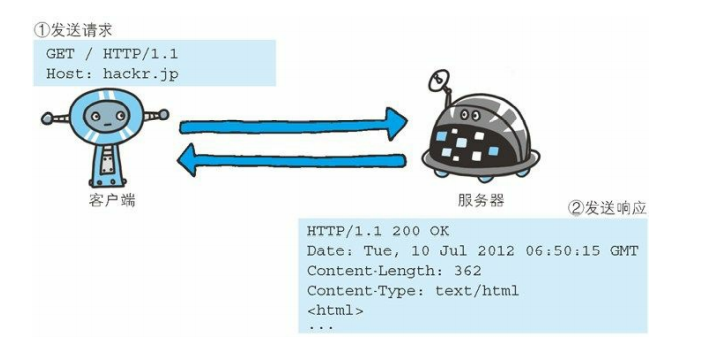 ①发送请求
GET / HTTP/1.1
Host: hackr.jp
客户端
服务器
②发送响应
HTTP/1.1 200 OK
Date: Tue, 10 Jul 2012 06:50:15 GMT
Content-Length: 362
Content-Type: text/html
<html>
...